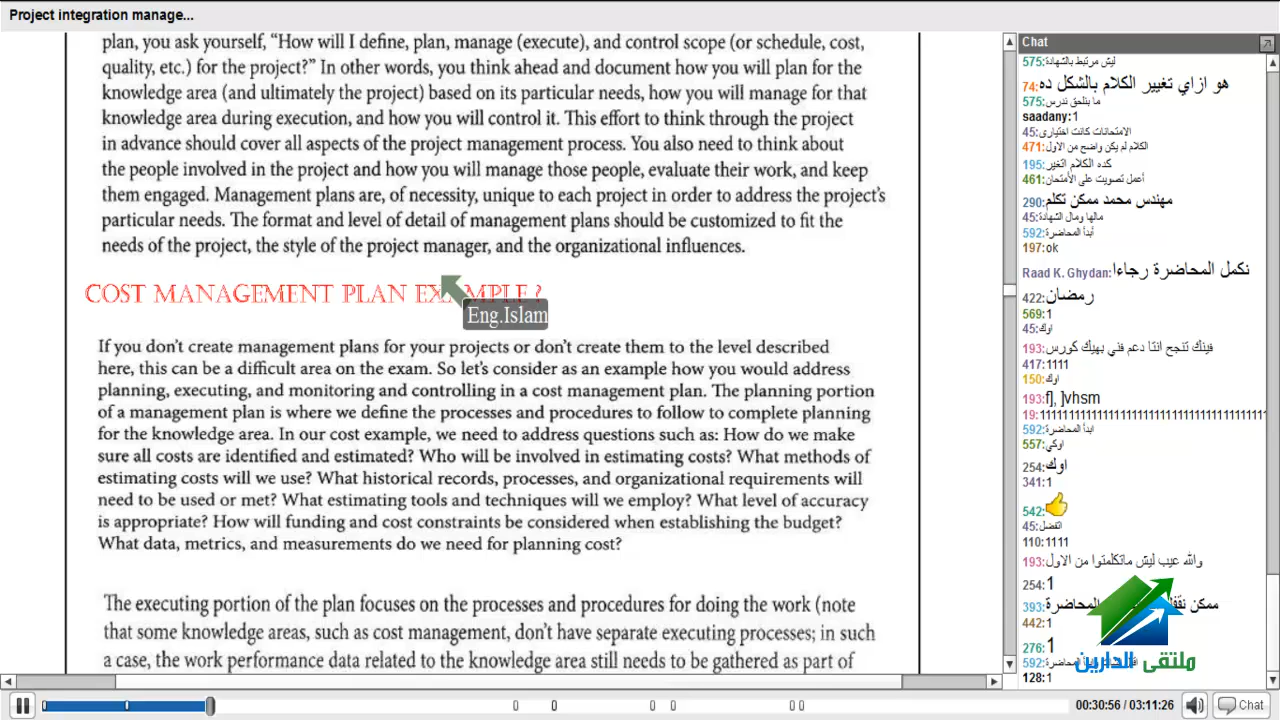 Project integration manage...
plan, you ask yourself, “How will I define, plan, manage (execute), and control scope (or schedule, cost,
quality, etc.) for the project?” In other words, you think ahead and document how you will plan for the
knowledge area (and ultimately the project) based on its particular needs, how you will manage for that
knowledge area during execution, and how you will control it. This effort to think through the project
in advance should cover all aspects of the project management process. You also need to think about
the people involved in the project and how you will manage those people, evaluate their work, and keep
them engaged. Management plans are, of necessity, unique to each project in order to address the project’s
particular needs. The format and level of detail of management plans should be customized to fit the
needs of the project, the style of the project manager, and the organizational influences.
COST MANAGEMENT PLAN EXAMPLE ?
Eng.Islam
If you don’t create management plans for your projects or don’t create them to the level described
here, this can be a difficult area on the exam. So let’s consider as an example how you would address
planning, executing, and monitoring and controlling in a cost management plan. The planning portion
of a management plan is where we define the processes and procedures to follow to complete planning
for the knowledge area. In our cost example, we need to address questions such as: How do we make
sure all costs are identified and estimated? Who will be involved in estimating costs? What methods of
estimating costs will we use? What historical records, processes, and organizational requirements will
need to be used or met? What estimating tools and techniques will we employ? What level of accuracy
is appropriate? How will funding and cost constraints be considered when establishing the budget?
What data, metrics, and measurements do we need for planning cost?
The executing portion of the plan focuses on the processes and procedures for doing the work (note
that some knowledge areas, such as cost management, don’t have separate executing processes; in such
a case, the work performance data related to the knowledge area still needs to be gathered as part of
Chat
575: ليش مرتبط بالشهادة
74: هو ازاي تغيير الكلام بالشكل ده
575: ما بنلحق ندرس
saadany: 1
45: الامتحانات كانت اختيارى
471: الكلام لم يكن واضح من الاول
195: كده الكلام اتغير
461: أعمل تصويت على الأمتحان
290: مهندس محمد ممكن تكلم
45: مالها ومال الشهادة
592: أبدأ المحاضرة
197: ok
Raad K. Ghydan: نكمل المحاضرة رجاءا
422: رمضان
569: 1
45: اوك
193: فينك تنجح انتا دعم فني بهيك كورس
417: 1111
150: اوك
193: f], ]vhsm
19: 11111111111111111111111111111111111
592: ابدأ المحاضرة
557: اوكي
254: اوك
341: 1
542:
45: اتفضل
110: 1111
193: والله عيب ليش ماتكلمتوا من الاول
254: 1
393: ممكن المحاضرة
442: 1
276: 1
592:
128: 1
ملتقى الدارين
00:30:56 / 03:11:26
Chat